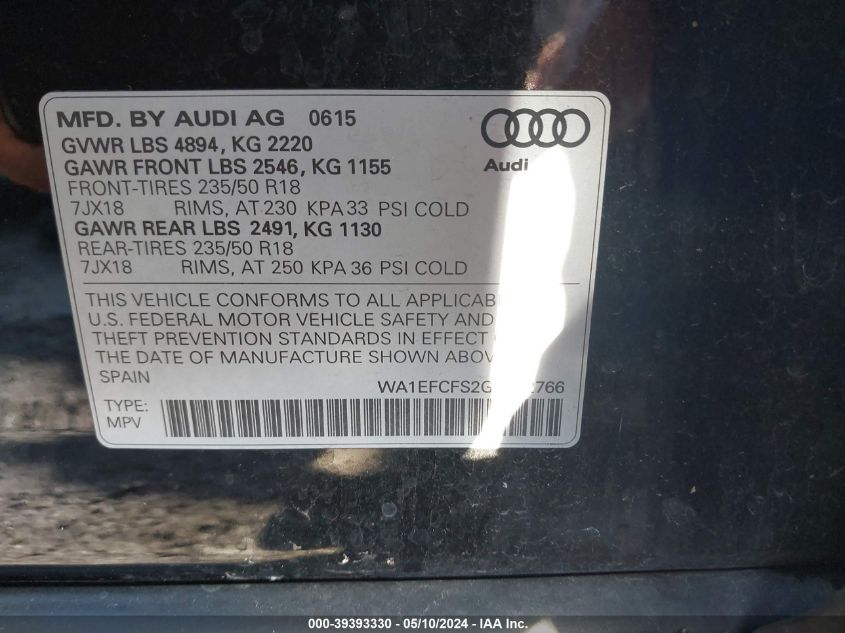 MFD. BY AUDI AG 0615
GVWR LBS 4894, KG 2220
GAWR FRONT LBS 2546, KG 1155
FRONT-TIRES 235/50 R18
7JX18 RIMS, AT 230 KPA 33 PSI COLD
GAWR REAR LBS 2491, KG 1130
REAR-TIRES 235/50 R18
7JX18 RIMS, AT 250 KPA 36 PSI COLD
Audi
THIS VEHICLE CONFORMS TO ALL
U.S. FEDERAL MOTOR VEHICLE SAFETY AND
THEFT PREVENTION STANDARDS IN EFFECT
THE DATE OF MANUFACTURE SHOWN ABOVE
SPAIN
TYPE:
MPV
000-39393330 — 05/10/2024 — IAA Inc.